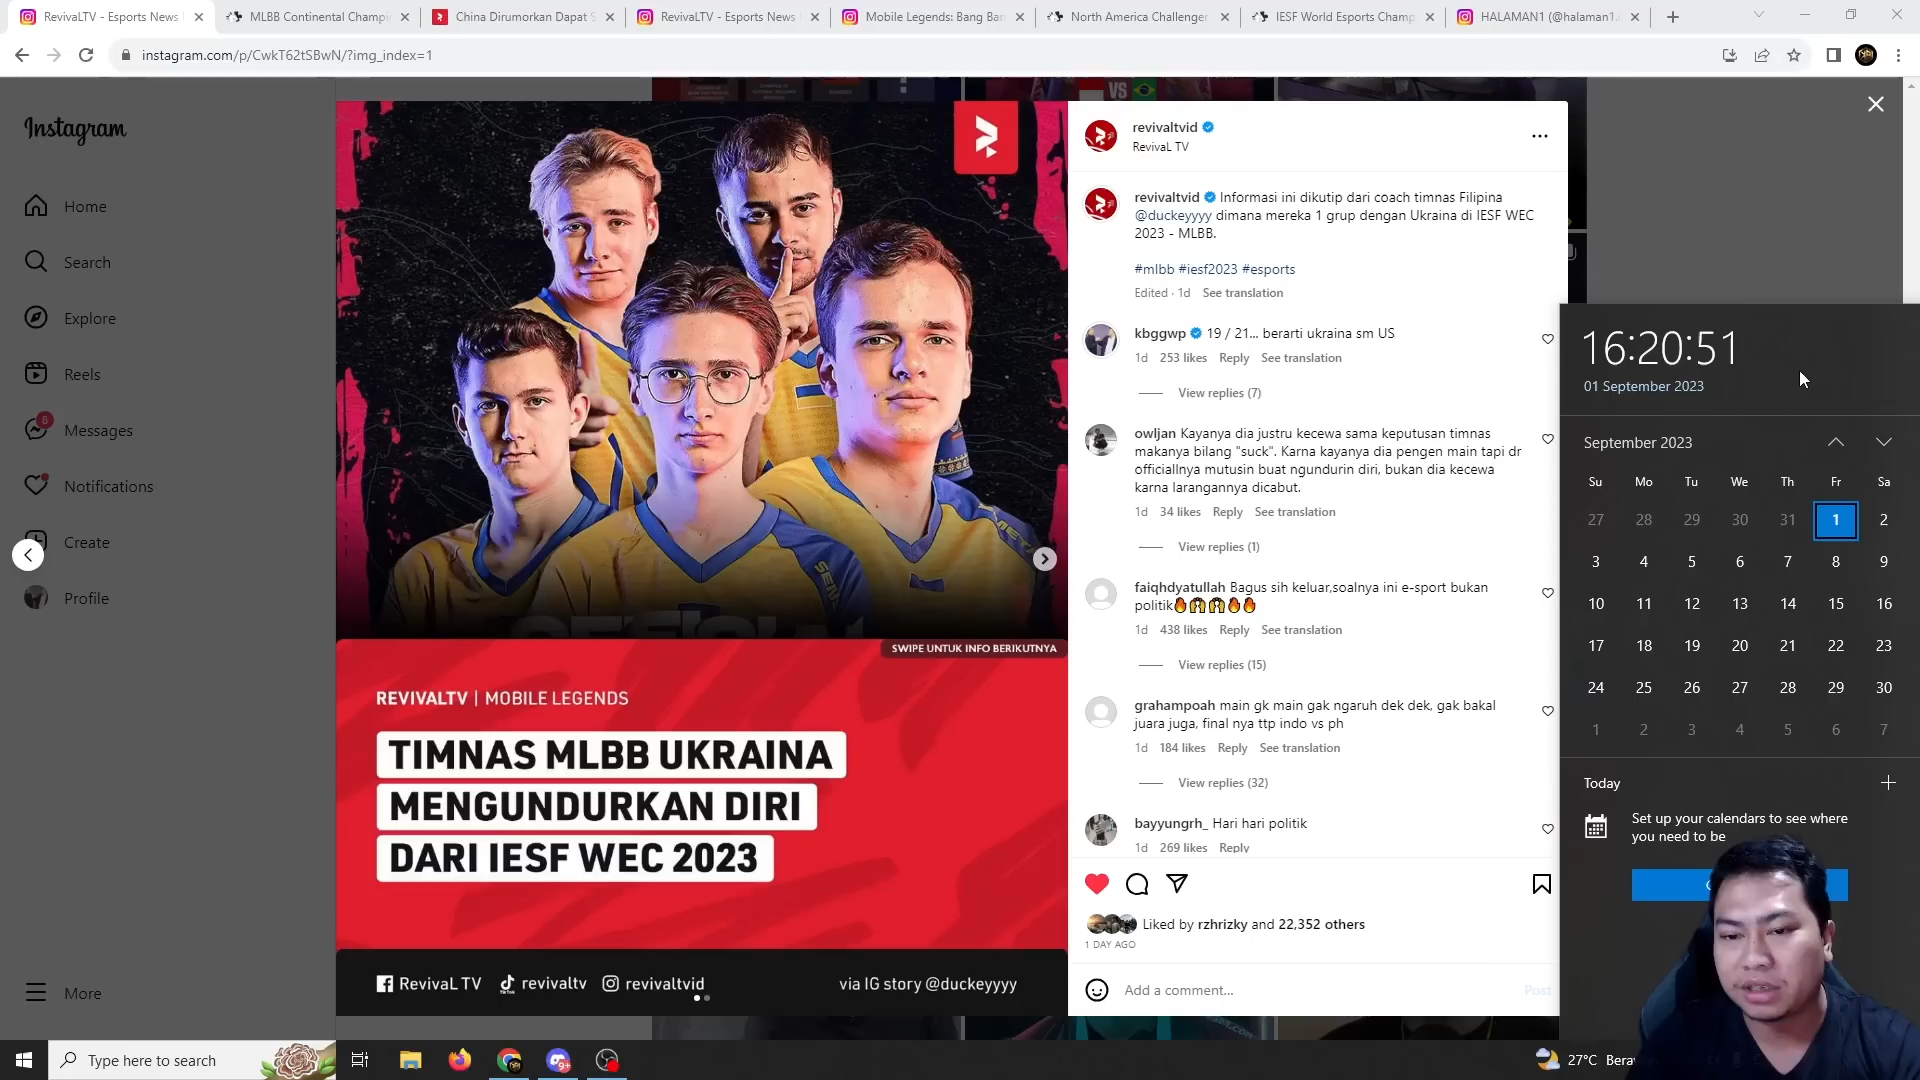 RevivaLTV - Esports News
MLBB Continental Champi
China Dirumorkan Dapat S
RevivaLTV - Esports News
Mobile Legends: Bang Ban
North America Challenger
IESF World Esports Champ
HALAMAN1 (@halaman1.
instagram.com/p/CwkT62tSBwN/?img_index=1
VS
Instagram
Home
Search
Explore
Reels
8
Messages
Notifications
Create
Profile
More
SWIPE UNTUK INFO BERIKUTNYA
REVIVALTV | MOBILE LEGENDS
TIMNAS MLBB UKRAINA
MENGUNDURKAN DIRI
DARI IESF WEC 2023
RevivaL TV
revivaltv
revivaltvid
via IG story @duckeyyyy
revivaltvid
RevivaL TV
revivaltvid Informasi ini dikutip dari coach timnas Filipina
@duckeyyyy dimana mereka 1 grup dengan Ukraina di IESF WEC
2023 - MLBB.
#mlbb #iesf2023 #esports
Edited · 1d See translation
kbggwp 19 / 21... berarti ukraina sm US
1d 253 likes Reply See translation
View replies (7)
owljan Kayanya dia justru kecewa sama keputusan timnas
makanya bilang "suck". Karna kayanya dia pengen main tapi dr
officiallnya mutusin buat ngundurin diri, bukan dia kecewa
karna larangannya dicabut.
1d 34 likes Reply See translation
View replies (1)
faiqhdyatullah Bagus sih keluar,soalnya ini e-sport bukan
politik🔥🙌🙌🔥🔥
1d 438 likes Reply See translation
View replies (15)
grahampoah main gk main gak ngaruh dek dek, gak bakal
juara juga, final nya ttp indo vs ph
1d 184 likes Reply See translation
View replies (32)
bayyungrh_ Hari hari politik
1d 269 likes Reply
Liked by rzhrizky and 22,352 others
1 DAY AGO
Add a comment...
Post
16:20:51
01 September 2023
September 2023
Su Mo Tu We Th Fr Sa
27 28 29 30 31 1 2
3 4 5 6 7 8 9
10 11 12 13 14 15 16
17 18 19 20 21 22 23
24 25 26 27 28 29 30
1 2 3 4 5 6 7
Today
Set up your calendars to see where
you need to be
Type here to search
9+
27°C Bera